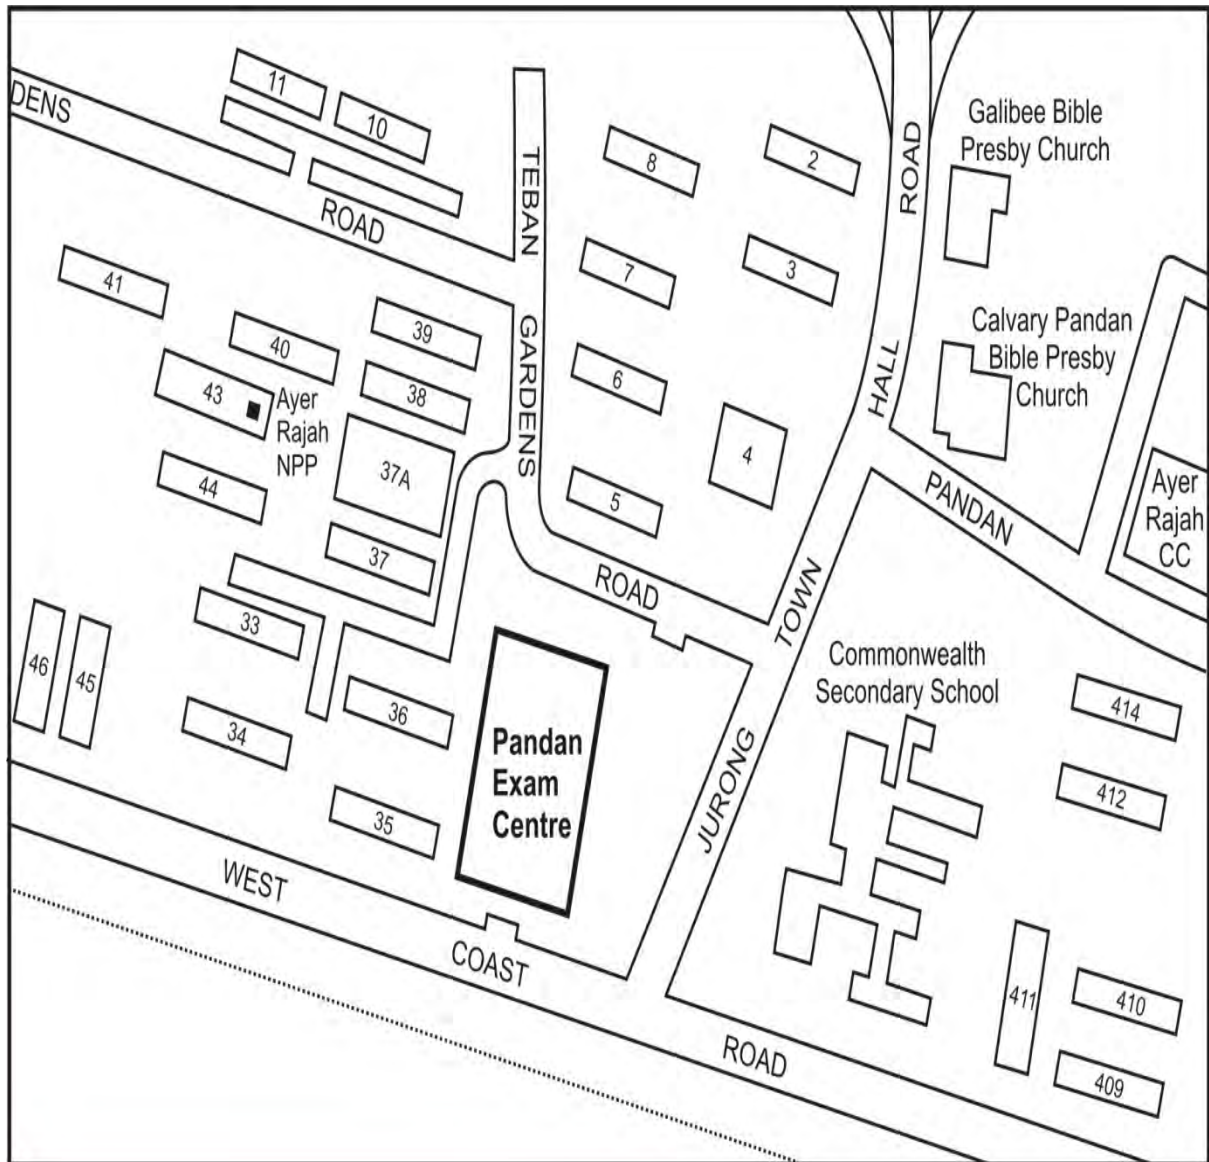 DENS
11
10
ROAD
TEBAN
GARDENS
ROAD
8
2
7
3
6
4
5
ROAD
HALL
TOWN
JURONG
Galibee Bible
Presby Church
Calvary Pandan
Bible Presby
Church
PANDAN
Ayer
Rajah
CC
41
40
39
38
43
Ayer
Rajah
NPP
37A
44
37
33
46
45
34
36
35
Pandan
Exam
Centre
Commonwealth
Secondary School
414
412
411
410
409
WEST
COAST
ROAD